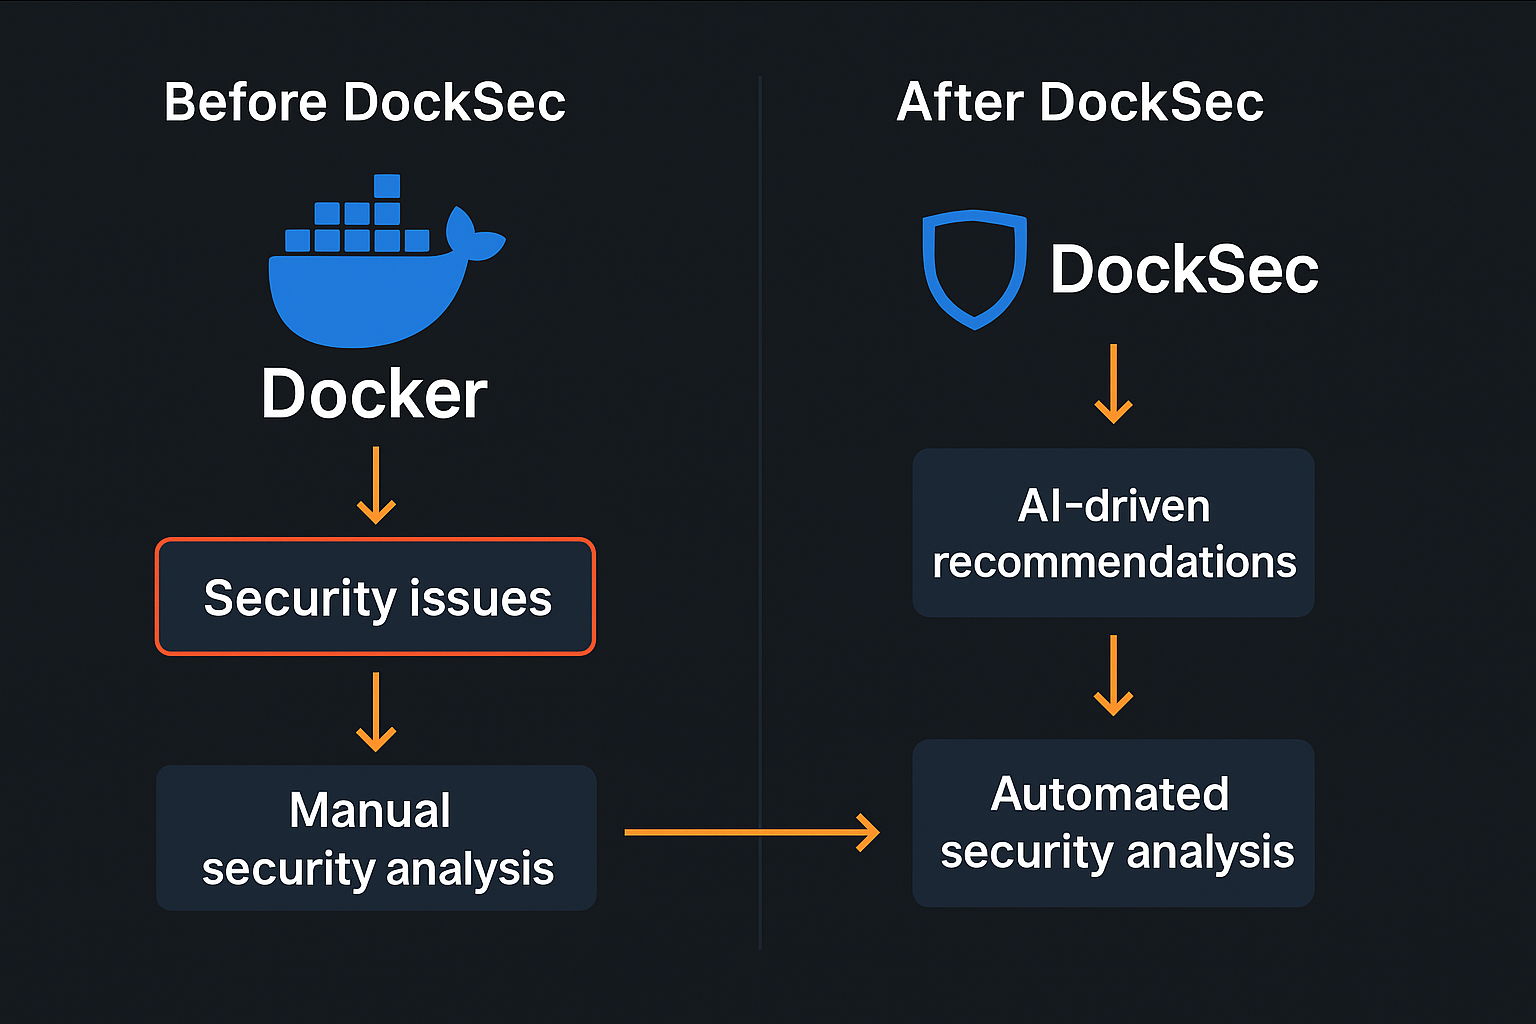 Before DockSec
Docker
Security issues
Manual
security analysis
After DockSec
DockSec
AI-driven
recommendations
Automated
security analysis